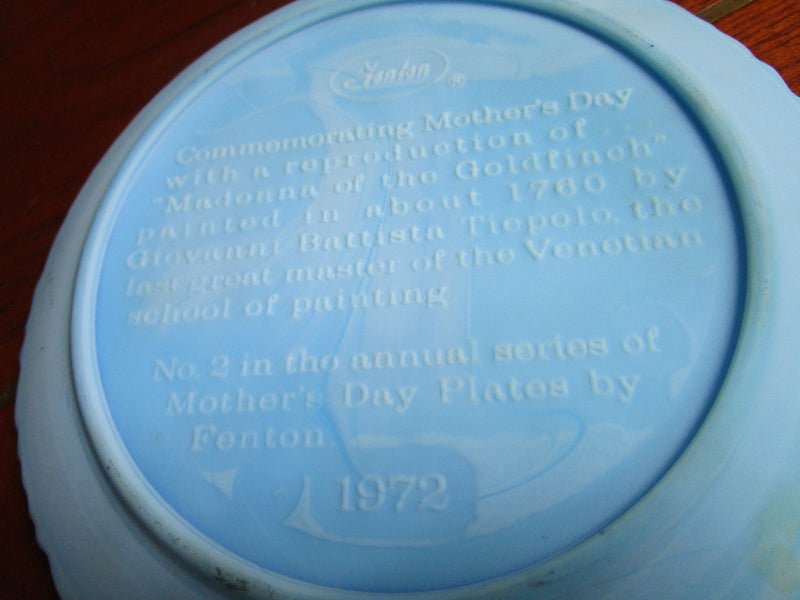 Fenton ®
Commemorating Mother's Day
with a reproduction of . . .
"Madonna of the Goldfinch"
painted in about 1760 by
Giovanni Battista Tiepolo, the
last great master of the Venetian
school of painting
No. 2 in the annual series of
Mother's Day Plates by
Fenton
1972